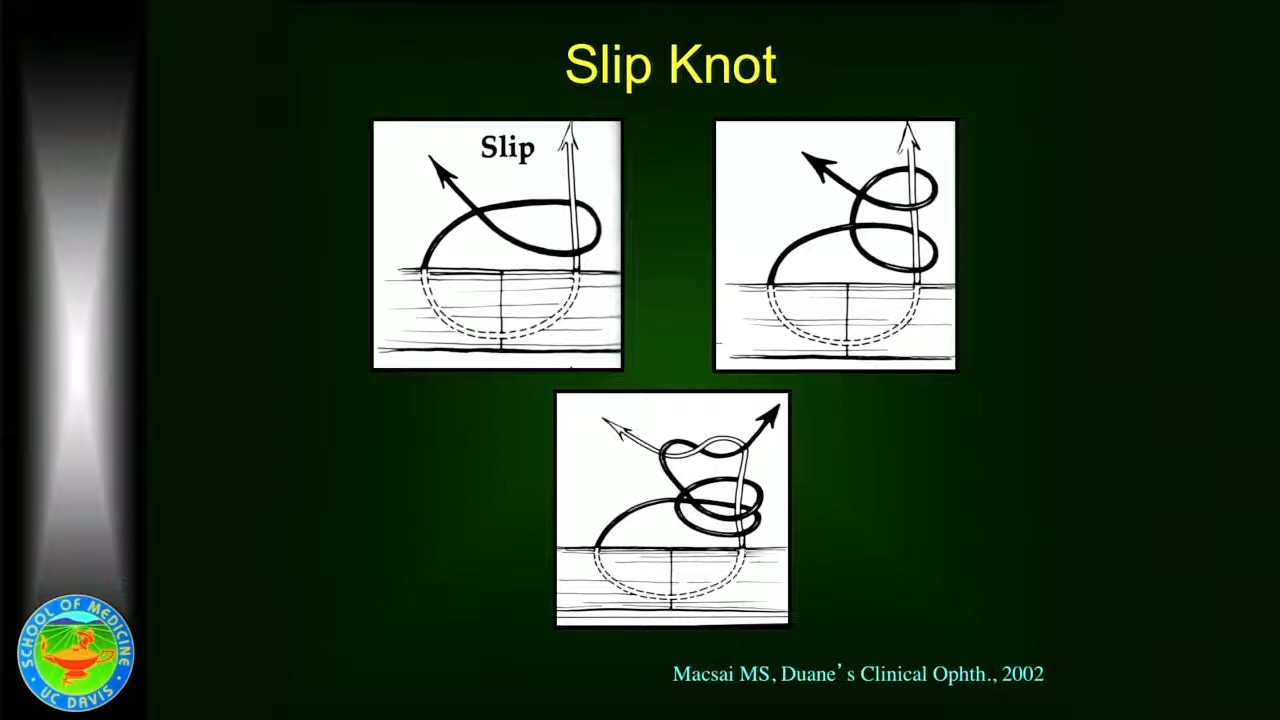 Slip Knot
Slip
SCHOOL OF MEDICINE
· UC DAVIS ·
Macsai MS, Duane’s Clinical Ophth., 2002